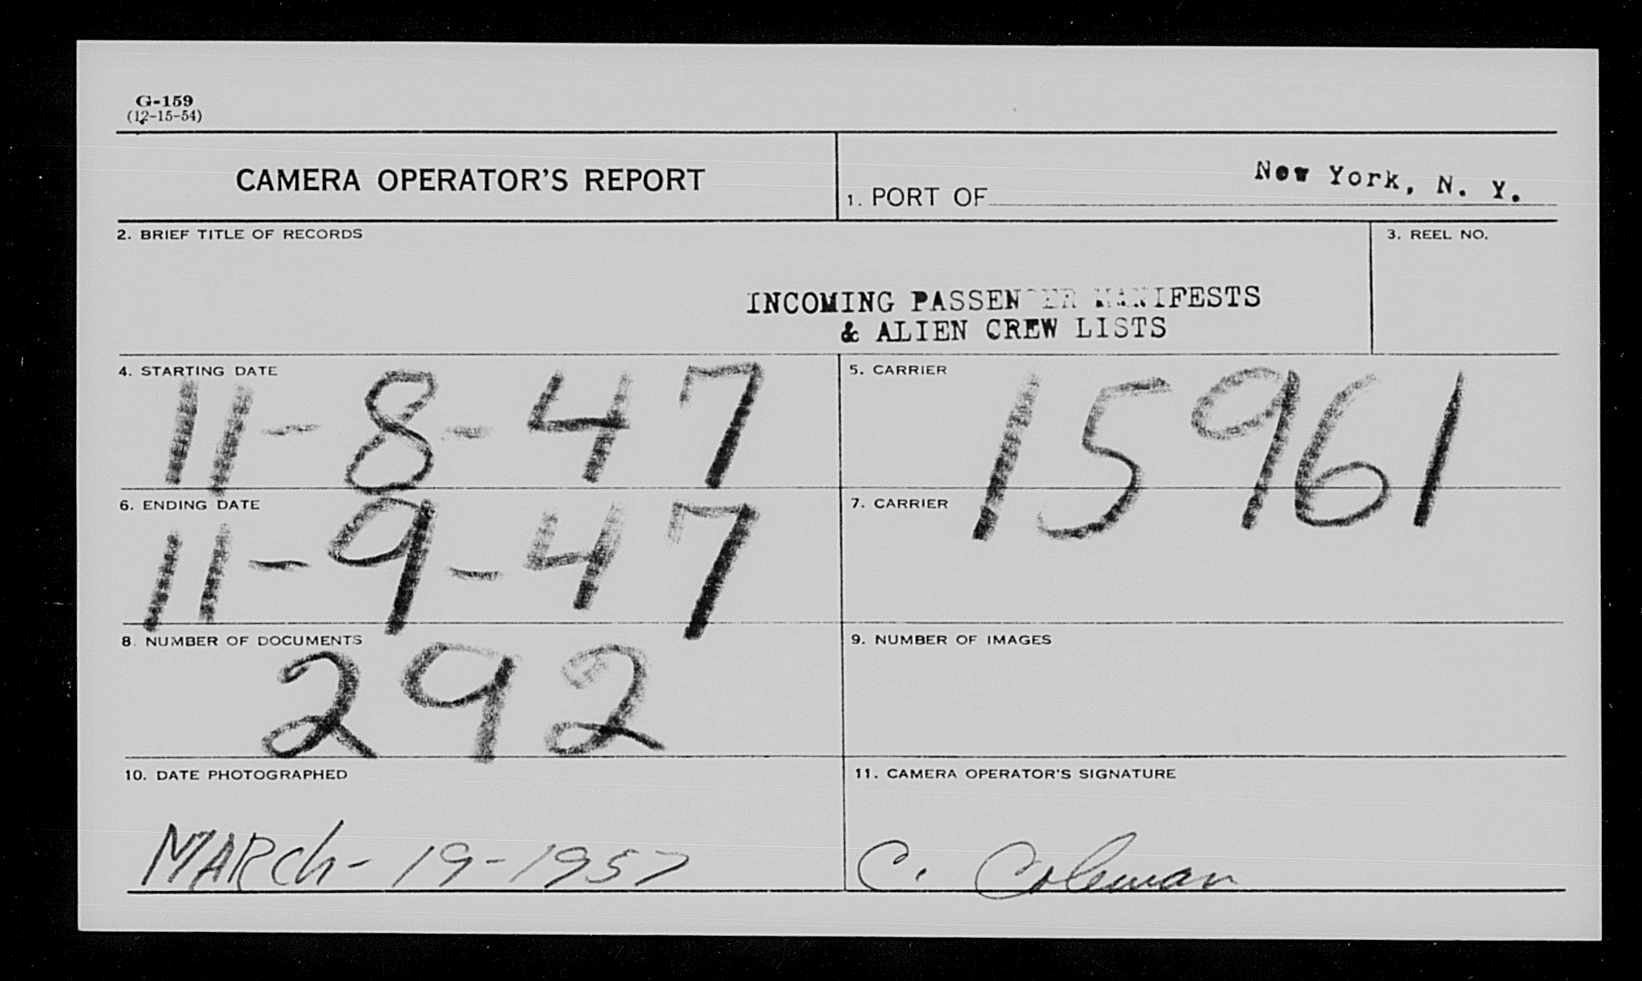 G-159
(12-15-54)
CAMERA OPERATOR'S REPORT
1. PORT OF New York, N. Y.
2. BRIEF TITLE OF RECORDS
3. REEL NO.
INCOMING PASSENGER MANIFESTS
& ALIEN CREW LISTS
4. STARTING DATE
11-8-47
5. CARRIER
15961
6. ENDING DATE
11-9-47
7. CARRIER
8. NUMBER OF DOCUMENTS
292
9. NUMBER OF IMAGES
10. DATE PHOTOGRAPHED
MARCh-19-1957
11. CAMERA OPERATOR'S SIGNATURE
C. Coleman